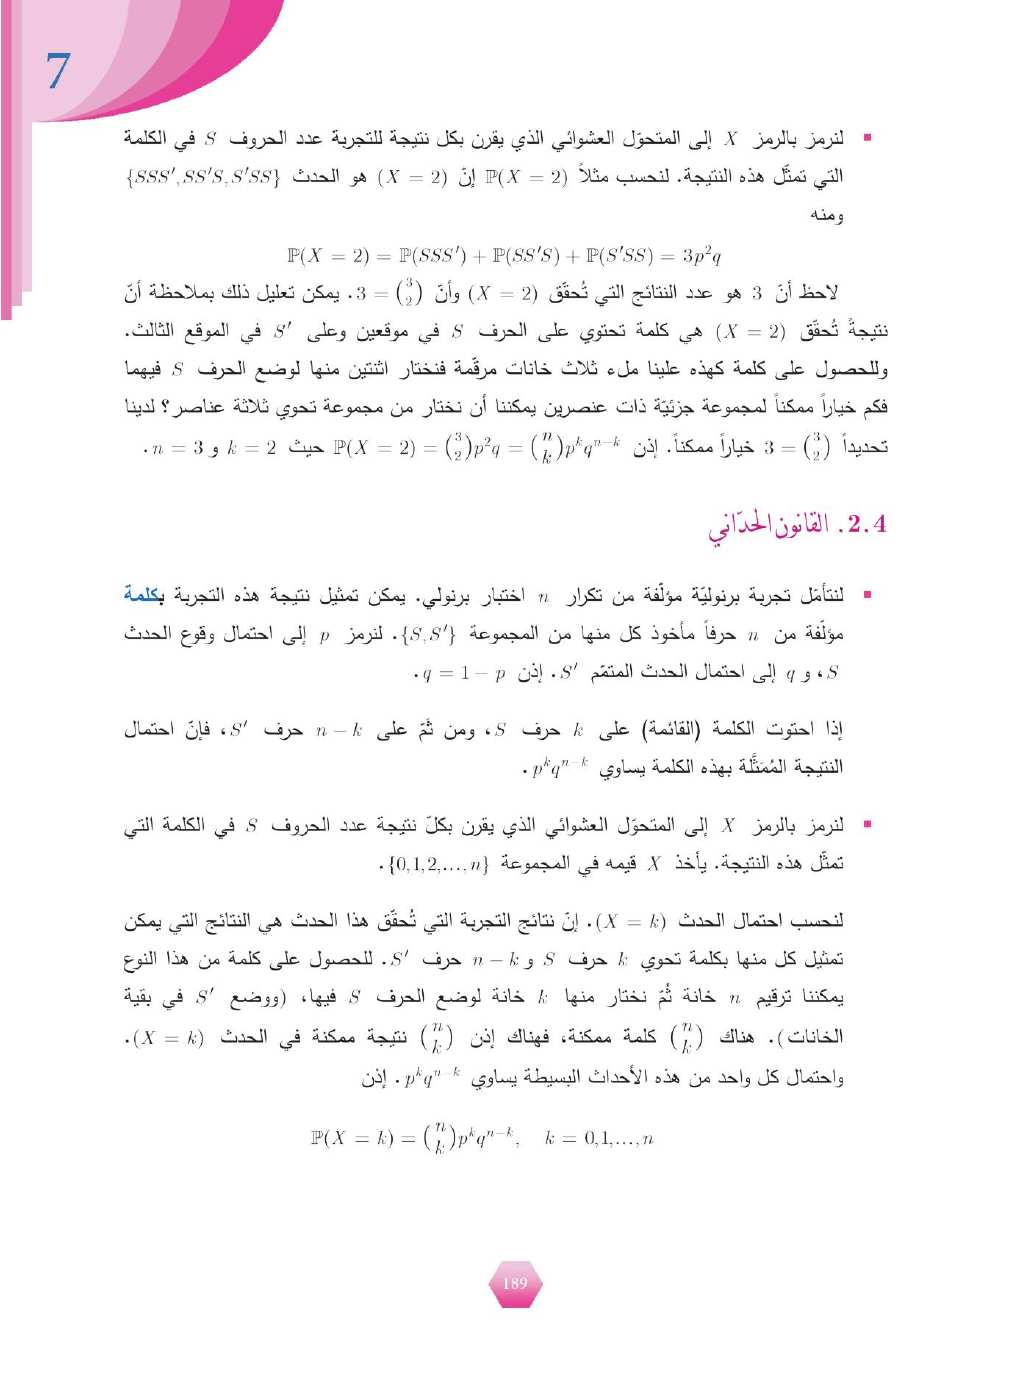 7
▪ لنرمز بالرمز X إلى المتحوّل العشوائي الذي يقرن بكل نتيجة للتجربة عدد الحروف S في الكلمة
التي تمثّل هذه النتيجة. لنحسب مثلاً ℙ(X = 2) إنّ (X = 2) هو الحدث {SSS′, SS′S, S′SS}
ومنه
ℙ(X = 2) = ℙ(SSS′) + ℙ(SS′S) + ℙ(S′SS) = 3p²q
لاحظ أنّ 3 هو عدد النتائج التي تُحقّق (X = 2) وأنّ \binom{3}{2} = 3. يمكن تعليل ذلك بملاحظة أنّ
نتيجةً تُحقّق (X = 2) هي كلمة تحتوي على الحرف S في موقعين وعلى S′ في الموقع الثالث.
وللحصول على كلمة كهذه علينا ملء ثلاث خانات مرقّمة فنختار اثنتين منها لوضع الحرف S فيهما
فكم خياراً ممكناً لمجموعة جزئيّة ذات عنصرين يمكننا أن نختار من مجموعة تحوي ثلاثة عناصر؟ لدينا
تحديداً \binom{3}{2} = 3 خياراً ممكناً. إذن ℙ(X = 2) = \binom{3}{2}p²q = \binom{n}{k}p^k q^{n-k} حيث k = 2 و n = 3.
2.4. القانون الحدّاني
▪ لنتأمّل تجربة برنوليّة مؤلّفة من تكرار n اختبار برنولي. يمكن تمثيل نتيجة هذه التجربة بكلمة
مؤلّفة من n حرفاً مأخوذ كل منها من المجموعة {S, S′}. لنرمز p إلى احتمال وقوع الحدث
S، و q إلى احتمال الحدث المتمّم S′. إذن q = 1 − p.
إذا احتوت الكلمة (القائمة) على k حرف S، ومن ثَمّ على n − k حرف S′، فإنّ احتمال
النتيجة المُمَثَّلة بهذه الكلمة يساوي p^k q^{n-k}.
▪ لنرمز بالرمز X إلى المتحوّل العشوائي الذي يقرن بكلّ نتيجة عدد الحروف S في الكلمة التي
تمثّل هذه النتيجة. يأخذ X قيمه في المجموعة {0,1,2,...,n}.
لنحسب احتمال الحدث (X = k). إنّ نتائج التجربة التي تُحقّق هذا الحدث هي النتائج التي يمكن
تمثيل كل منها بكلمة تحوي k حرف S و n − k حرف S′. للحصول على كلمة من هذا النوع
يمكننا ترقيم n خانة ثُمّ نختار منها k خانة لوضع الحرف S فيها، (ووضع S′ في بقية
الخانات). هناك \binom{n}{k} كلمة ممكنة، فهناك إذن \binom{n}{k} نتيجة ممكنة في الحدث (X = k).
واحتمال كل واحد من هذه الأحداث البسيطة يساوي p^k q^{n-k}. إذن
ℙ(X = k) = \binom{n}{k}p^k q^{n-k}, k = 0,1,...,n
189